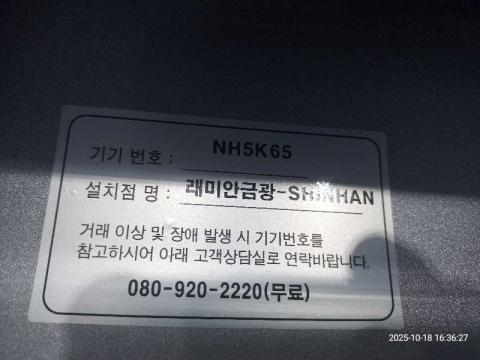 기기 번호 : NH5K65
설치점 명 : 래미안금광-SHINHAN
거래 이상 및 장애 발생 시 기기번호를
참고하시어 아래 고객상담실로 연락바랍니다.
080-920-2220(무료)
2025-10-18 16:36:27